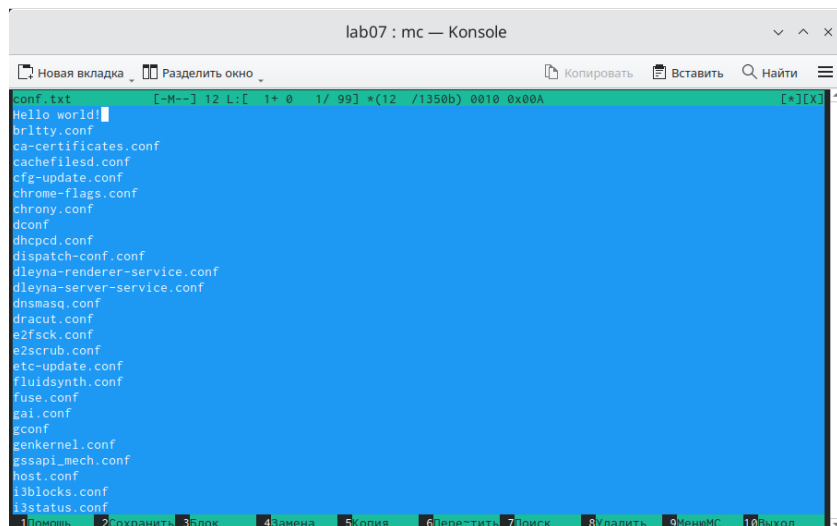 lab07 : mc — Konsole
Новая вкладка Разделить окно Копировать Вставить Найти
conf.txt [-M--] 12 L:[ 1+ 0 1/ 99] *(12 /1350b) 0010 0x00A [*][X]
Hello world!
brltty.conf
ca-certificates.conf
cachefilesd.conf
cfg-update.conf
chrome-flags.conf
chrony.conf
dconf
dhcpcd.conf
dispatch-conf.conf
dleyna-renderer-service.conf
dleyna-server-service.conf
dnsmasq.conf
dracut.conf
e2fsck.conf
e2scrub.conf
etc-update.conf
fluidsynth.conf
fuse.conf
gai.conf
gconf
genkernel.conf
gssapi_mech.conf
host.conf
i3blocks.conf
i3status.conf
1Помощь 2Сохранить 3Блок 4Замена 5Копия 6Пере~тить 7Поиск 8Удалить 9МенюMC 10Выход